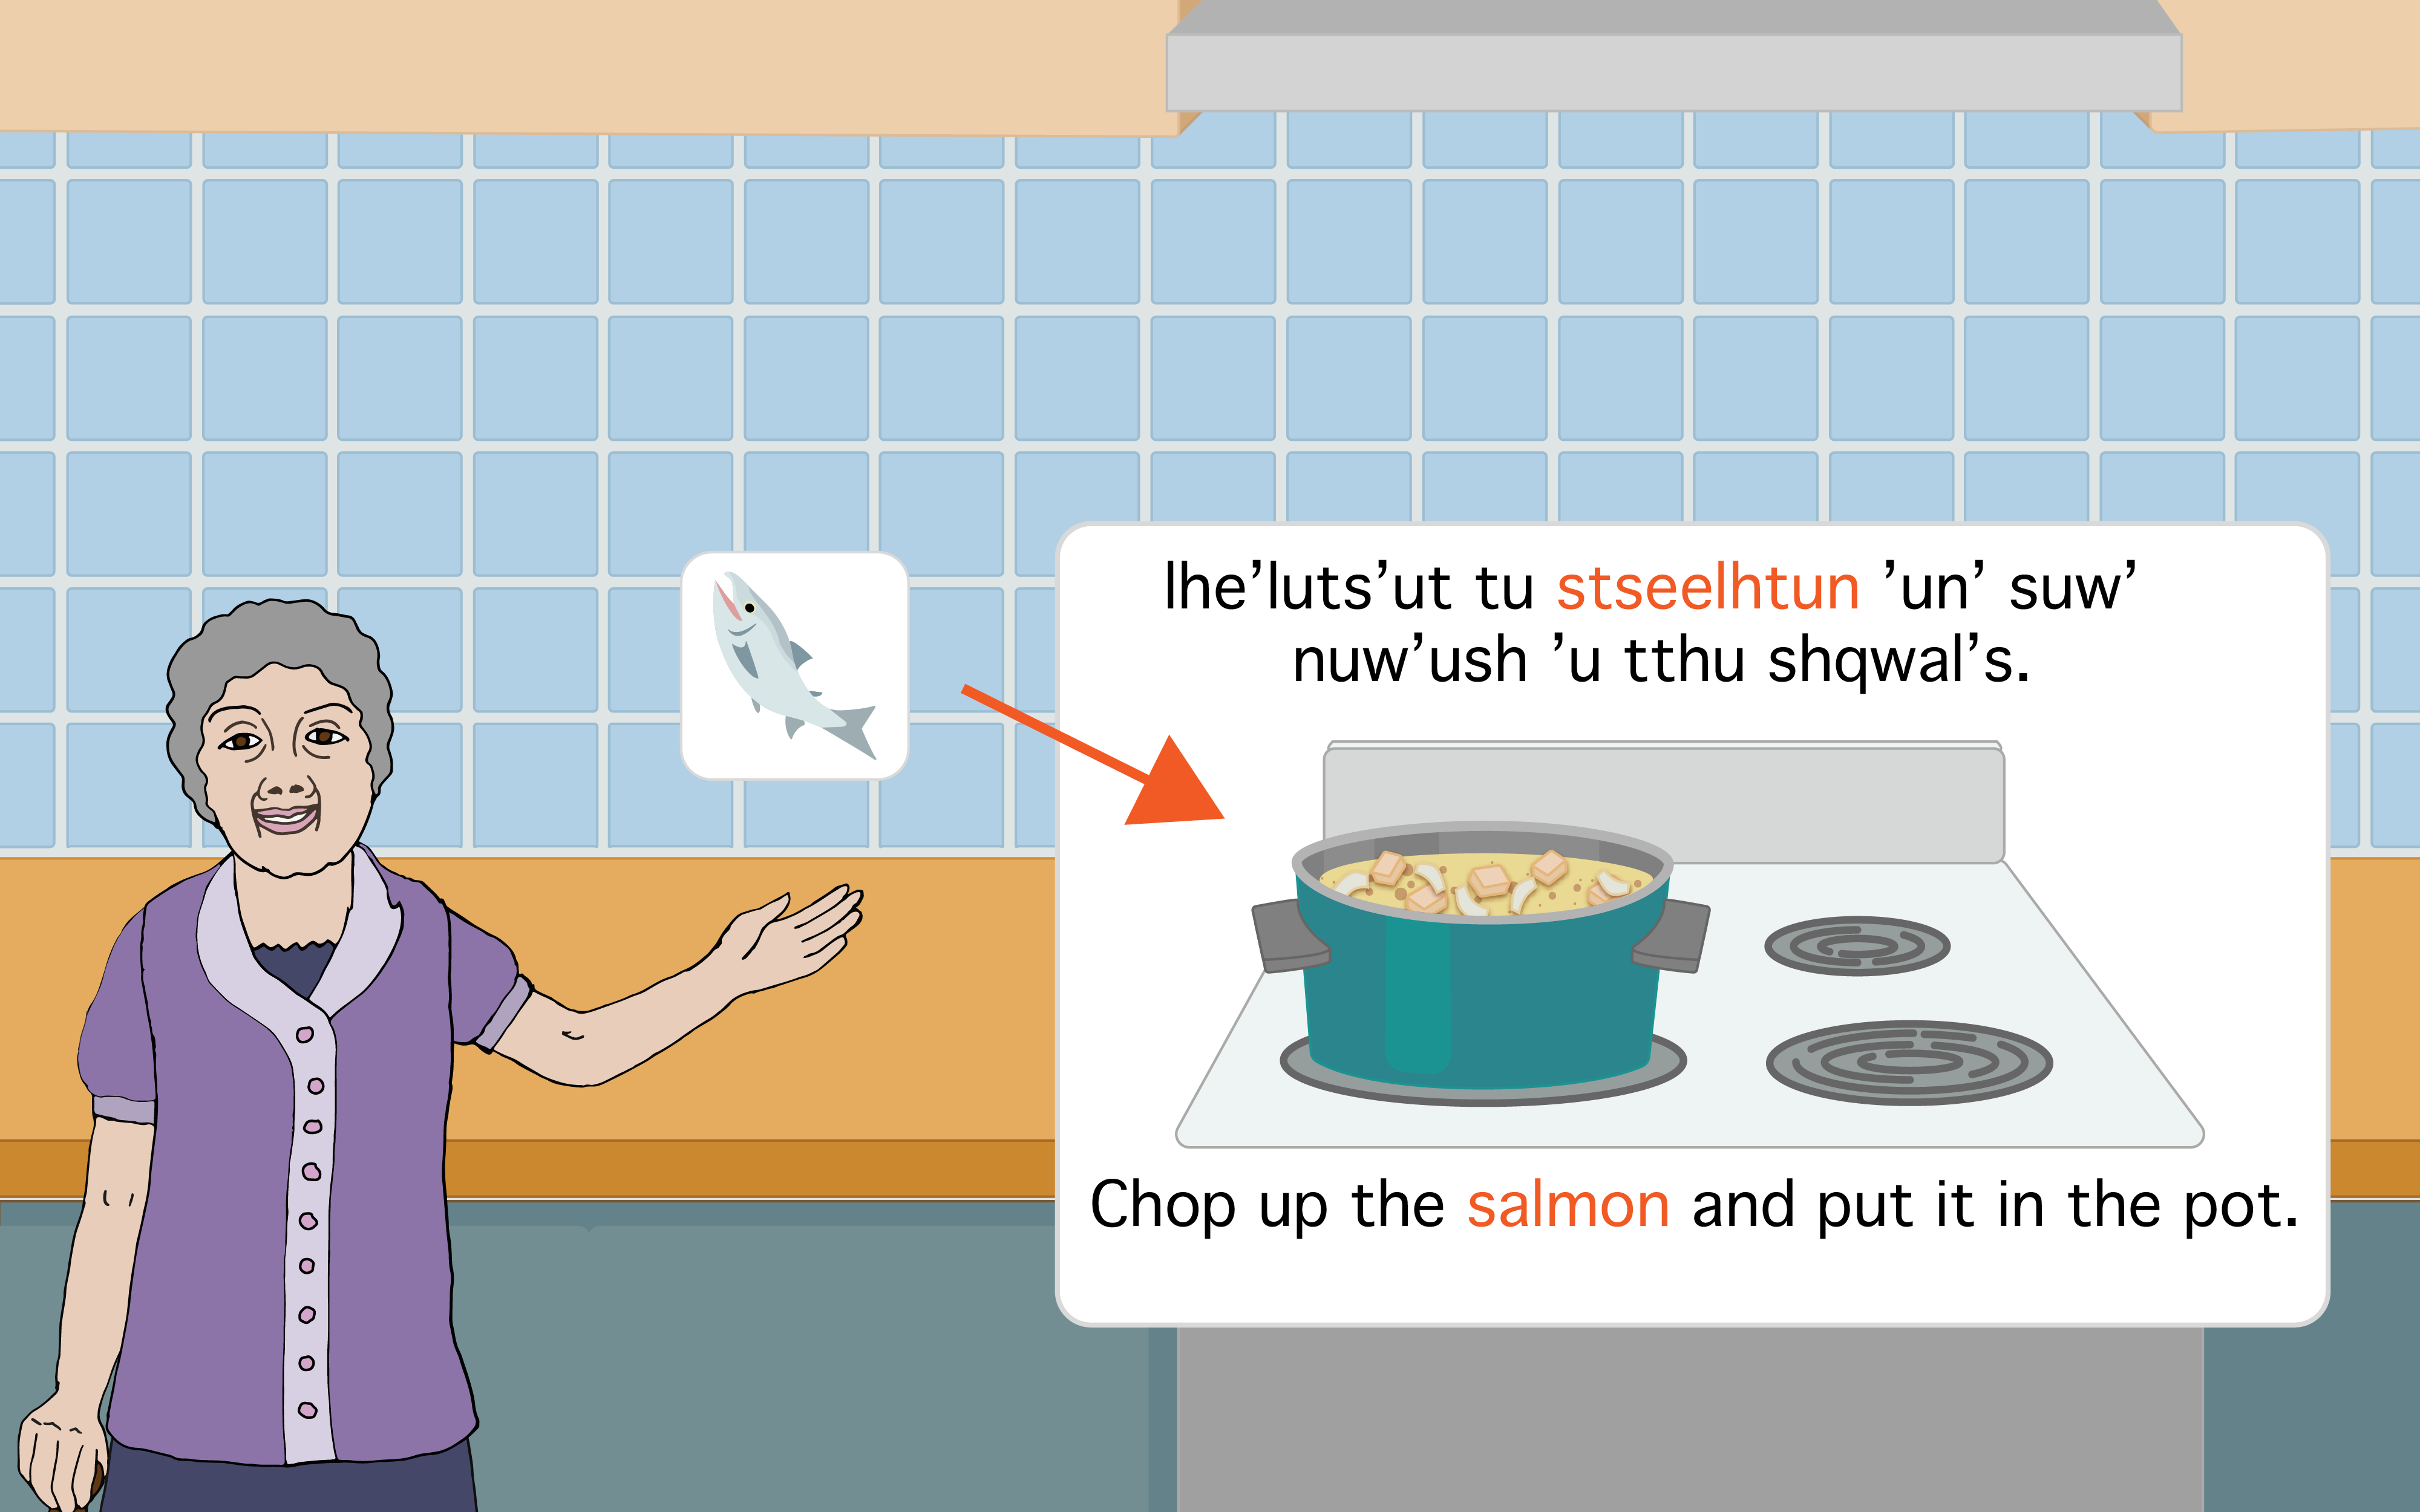 lhe’luts’ut tu stseelhtun ’un’ suw’
nuw’ush ’u tthu shqwal’s.
Chop up the salmon and put it in the pot.